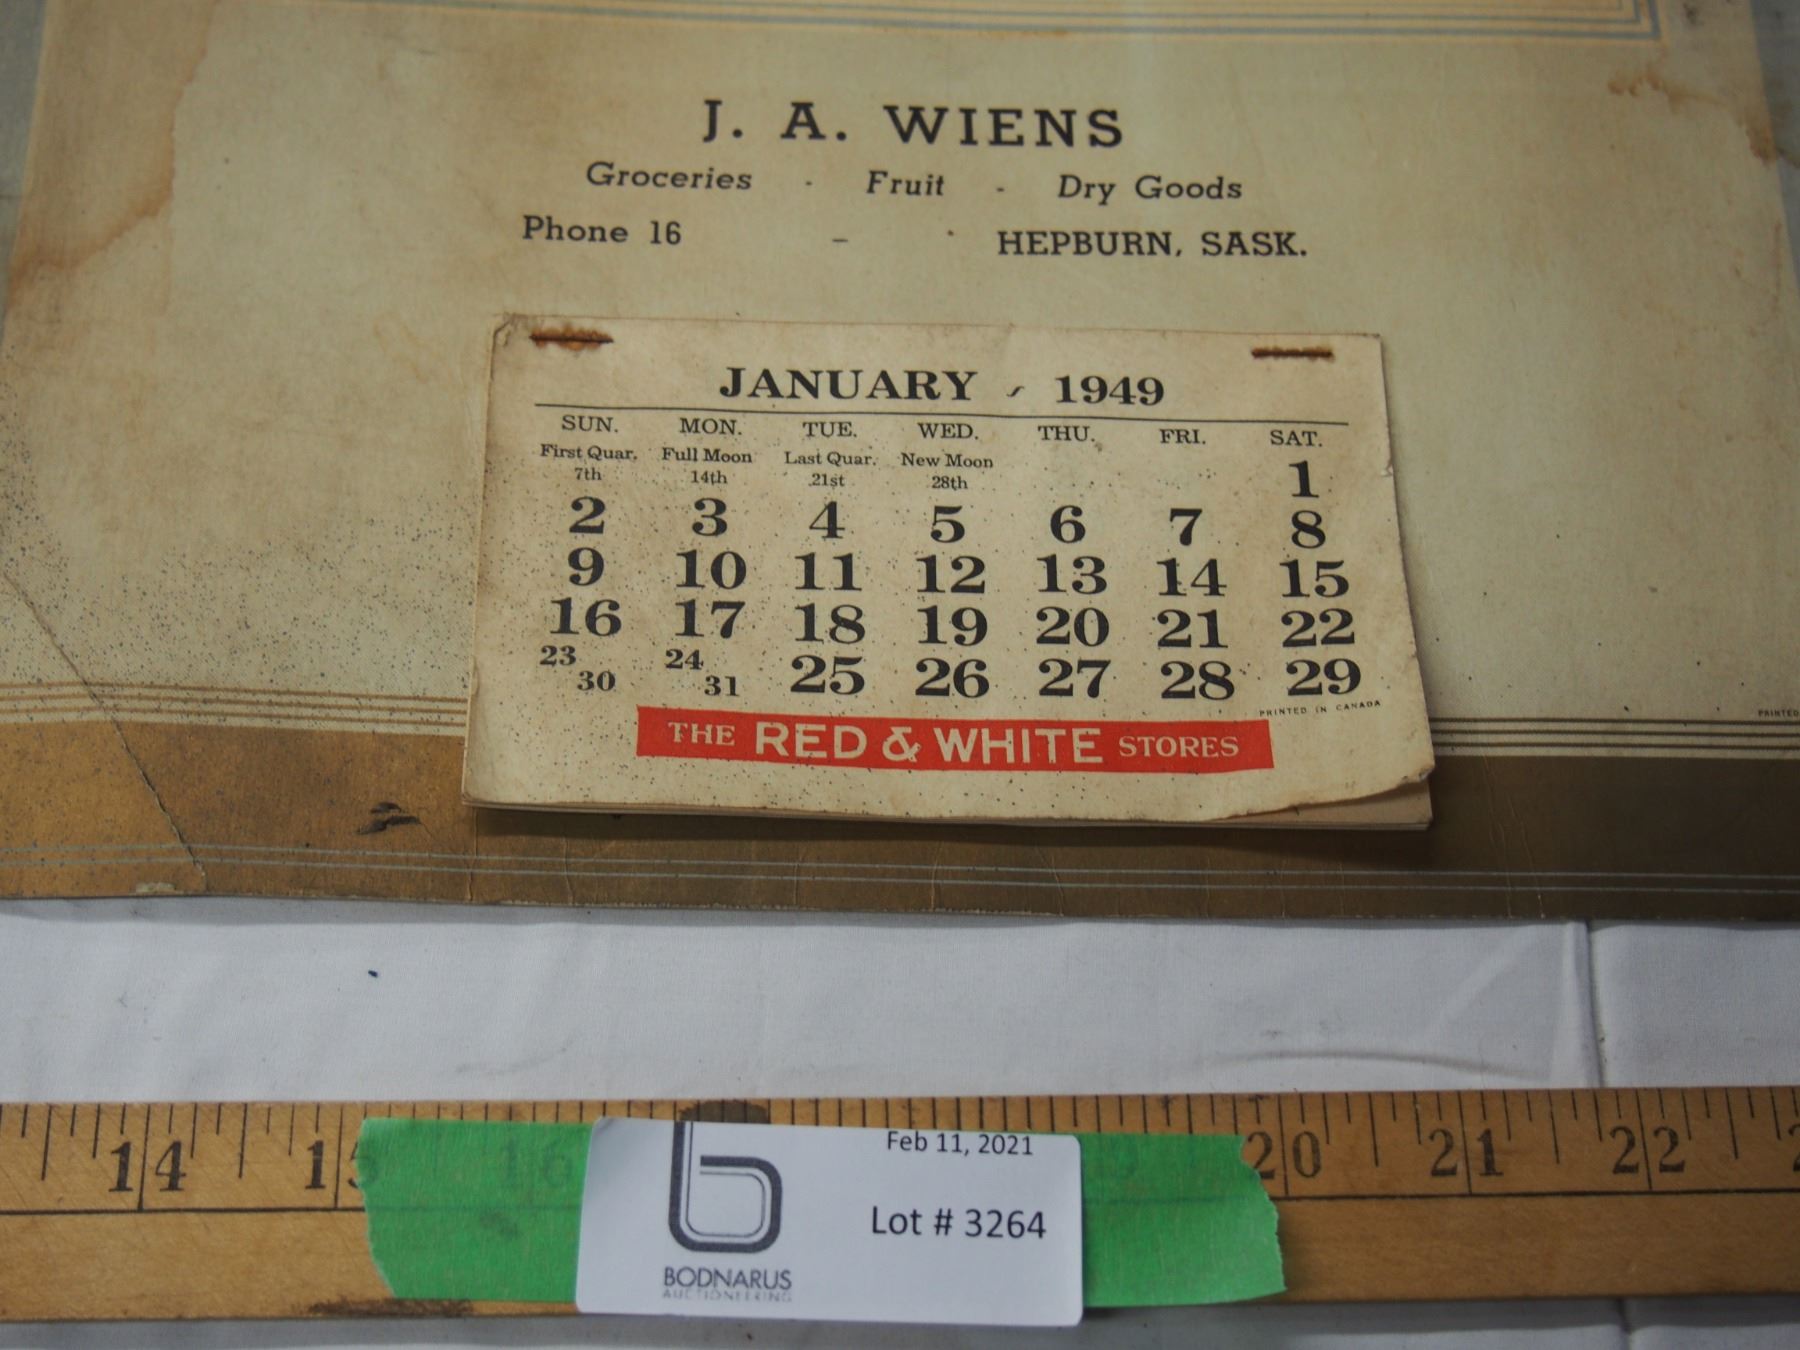 J. A. WIENS
Groceries - Fruit - Dry Goods
Phone 16 - HEPBURN, SASK.
JANUARY - 1949
SUN. MON. TUE. WED. THU. FRI. SAT.
First Quar. Full Moon Last Quar. New Moon
7th 14th 21st 28th 1
2 3 4 5 6 7 8
9 10 11 12 13 14 15
16 17 18 19 20 21 22
23 24 25 26 27 28 29
30 31
PRINTED IN CANADA
PRINTED
THE RED & WHITE STORES
14 15 16 20 21 22
Feb 11, 2021
Lot # 3264
BODNARUS
AUCTIONEERING